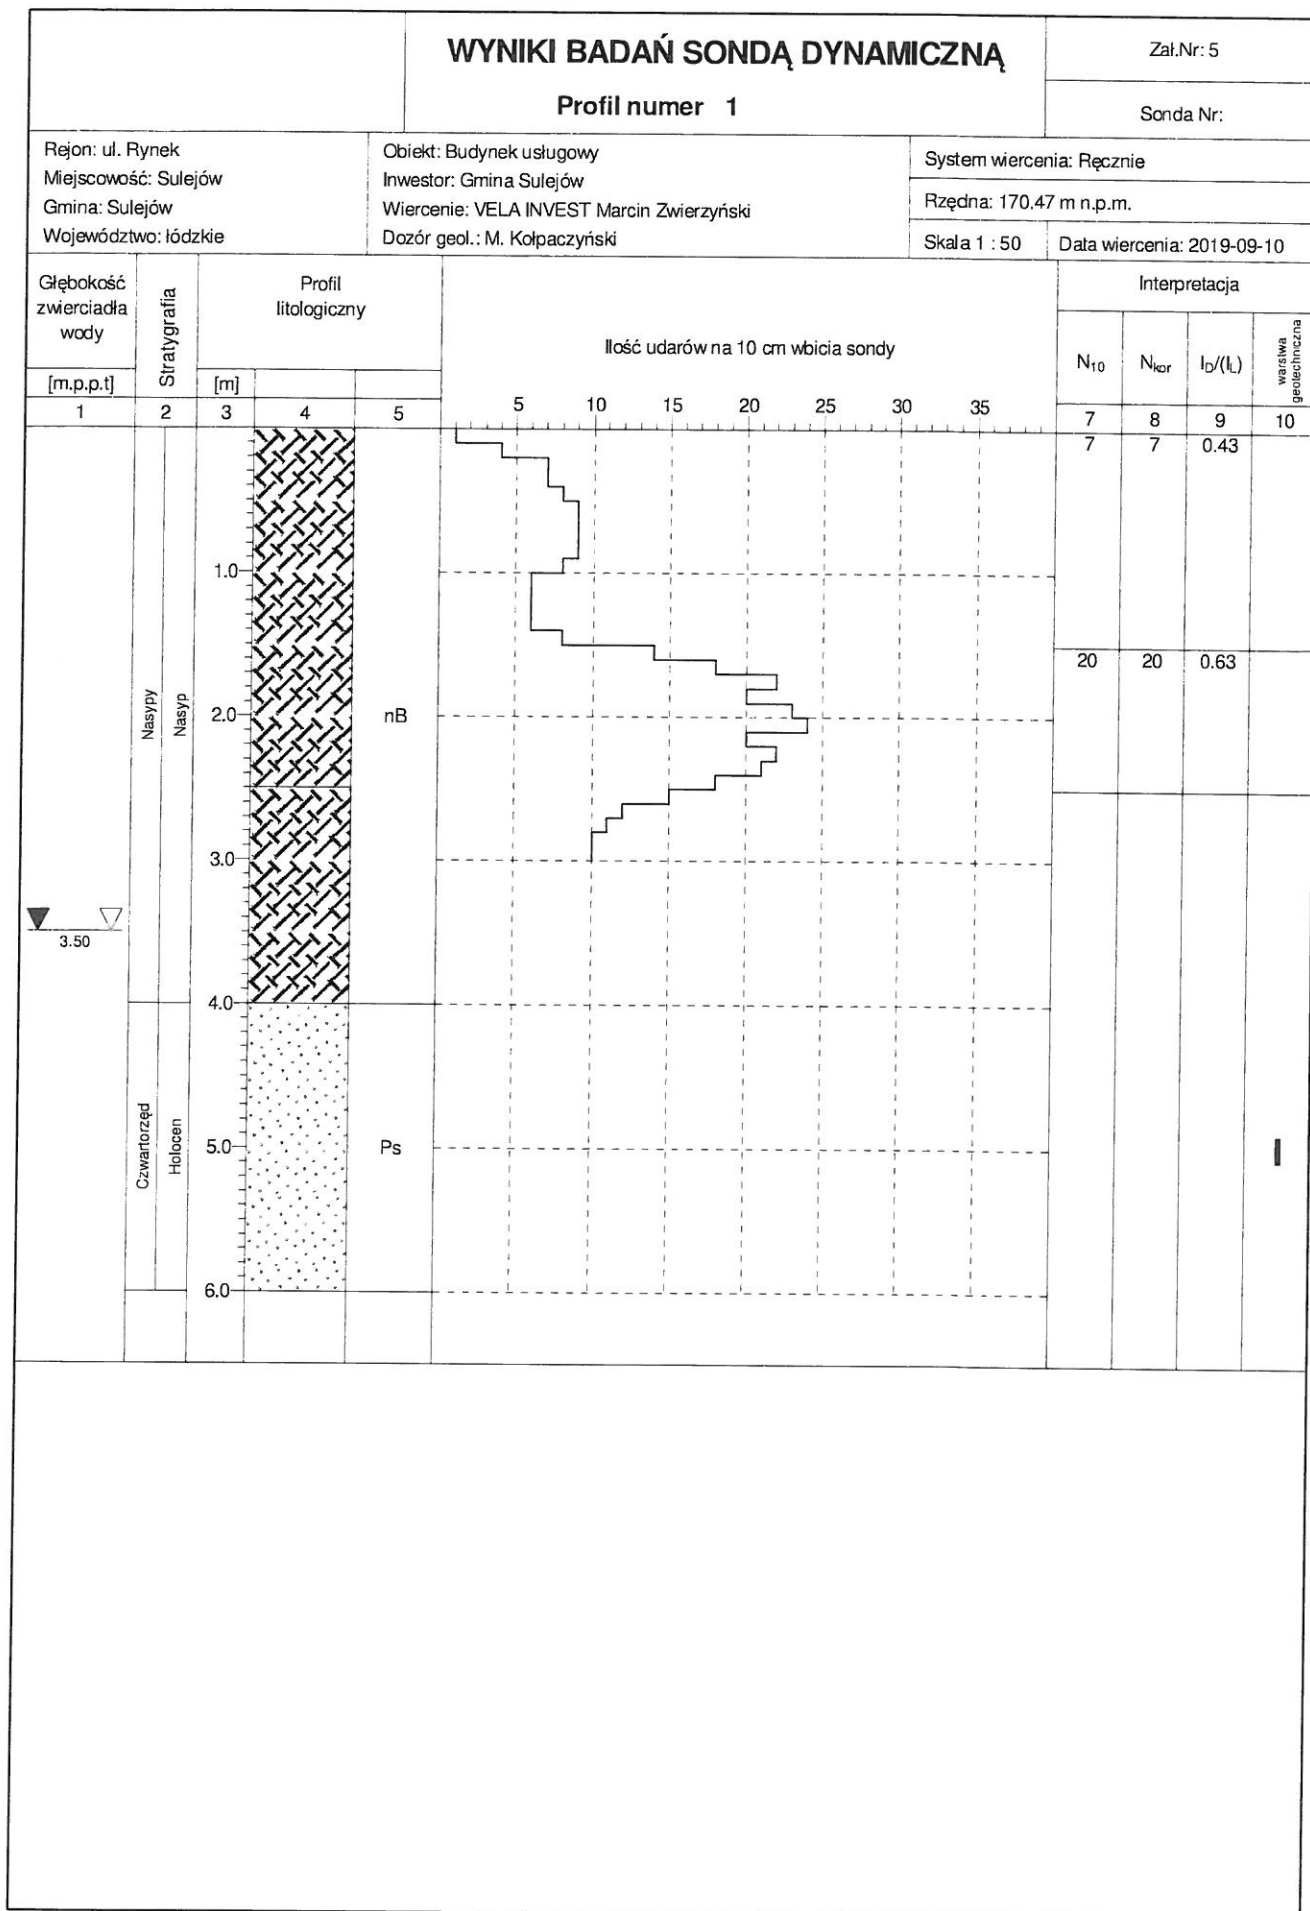 WYNIKI BADAŃ SONDĄ DYNAMICZNĄ
Profil numer 1
Zał.Nr: 5
Sonda Nr:
Rejon: ul. Rynek
Miejscowość: Sulejów
Gmina: Sulejów
Województwo: łódzkie
Obiekt: Budynek usługowy
Inwestor: Gmina Sulejów
Wiercenie: VELA INVEST Marcin Zwierzyński
Dozór geol.: M. Kołpaczyński
System wiercenia: Ręcznie
Rzędna: 170.47 m n.p.m.
Skala 1 : 50
Data wiercenia: 2019-09-10
Głębokość
zwierciadła
wody
[m.p.p.t]
Stratygrafia
Profil
litologiczny
[m]
Ilość udarów na 10 cm wbicia sondy
Interpretacja
N10
Nkor
ID/(IL)
warstwa
geotechniczna
1 2 3 4 5
5 10 15 20 25 30 35
7 8 9 10
7 7 0.43
1.0
20 20 0.63
Nasypy
Nasyp
2.0
nB
3.0
3.50
4.0
Czwartorzęd
Holocen
5.0
Ps
I
6.0